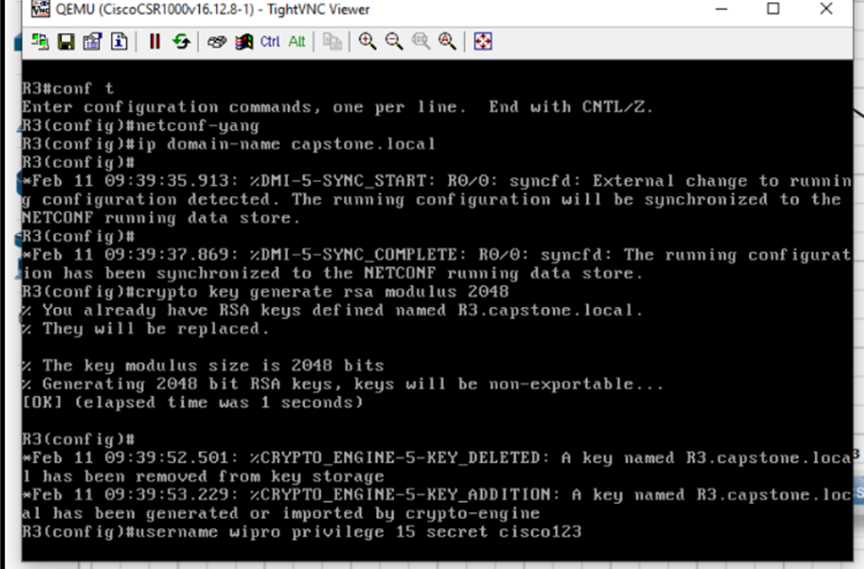 QEMU (CiscoCSR1000v16.12.8-1) - TightVNC Viewer
Ctrl Alt
R3#conf t
Enter configuration commands, one per line.  End with CNTL/Z.
R3(config)#netconf-yang
R3(config)#ip domain-name capstone.local
R3(config)#
*Feb 11 09:39:35.913: %DMI-5-SYNC_START: R0/0: syncfd: External change to runnin
g configuration detected. The running configuration will be synchronized to the
NETCONF running data store.
R3(config)#
*Feb 11 09:39:37.869: %DMI-5-SYNC_COMPLETE: R0/0: syncfd: The running configurat
ion has been synchronized to the NETCONF running data store.
R3(config)#crypto key generate rsa modulus 2048
% You already have RSA keys defined named R3.capstone.local.
% They will be replaced.
% The key modulus size is 2048 bits
% Generating 2048 bit RSA keys, keys will be non-exportable...
[OK] (elapsed time was 1 seconds)
R3(config)#
*Feb 11 09:39:52.501: %CRYPTO_ENGINE-5-KEY_DELETED: A key named R3.capstone.loca
l has been removed from key storage
*Feb 11 09:39:53.229: %CRYPTO_ENGINE-5-KEY_ADDITION: A key named R3.capstone.loc
al has been generated or imported by crypto-engine
R3(config)#username wipro privilege 15 secret cisco123